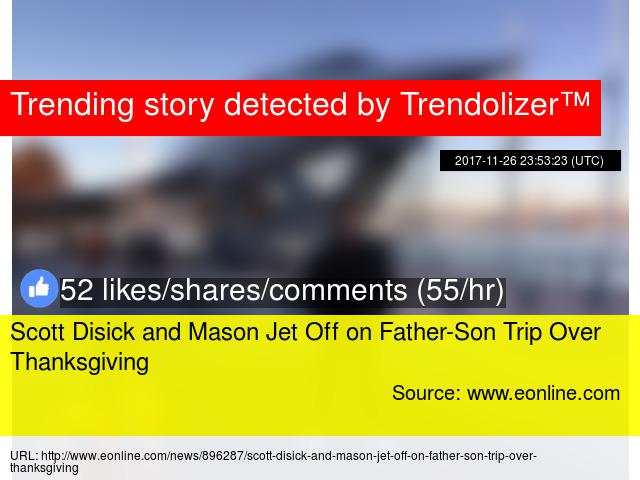 Trending story detected by Trendolizer™
2017-11-26 23:53:23 (UTC)
52 likes/shares/comments (55/hr)
Scott Disick and Mason Jet Off on Father-Son Trip Over
Thanksgiving
Source: www.eonline.com
URL: http://www.eonline.com/news/896287/scott-disick-and-mason-jet-off-on-father-son-trip-over-
thanksgiving